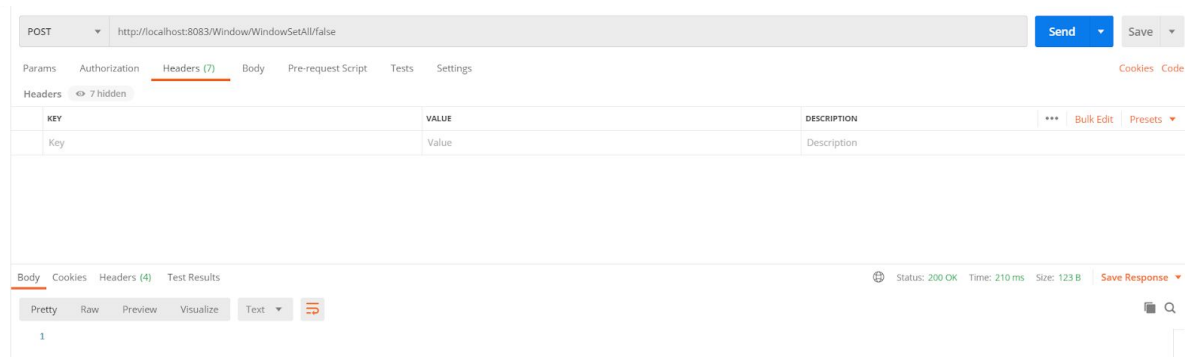 POST http://localhost:8083/Window/WindowSetAll/false Send Save
Params Authorization Headers (7) Body Pre-request Script Tests Settings Cookies Code
Headers 7 hidden
KEY VALUE DESCRIPTION ••• Bulk Edit Presets
Key Value Description
Body Cookies Headers (4) Test Results Status: 200 OK Time: 210 ms Size: 123 B Save Response
Pretty Raw Preview Visualize Text
1